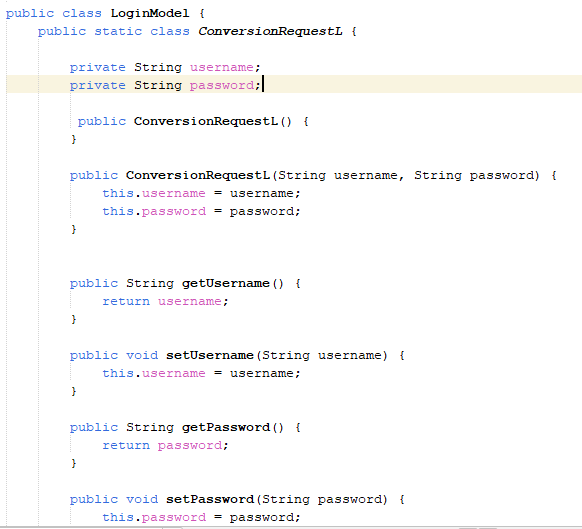 public class LoginModel {
    public static class ConversionRequestL {
        private String username;
        private String password;
         public ConversionRequestL() {
        }
        public ConversionRequestL(String username, String password) {
            this.username = username;
            this.password = password;
        }
        public String getUsername() {
            return username;
        }
        public void setUsername(String username) {
            this.username = username;
        }
        public String getPassword() {
            return password;
        }
        public void setPassword(String password) {
            this.password = password;